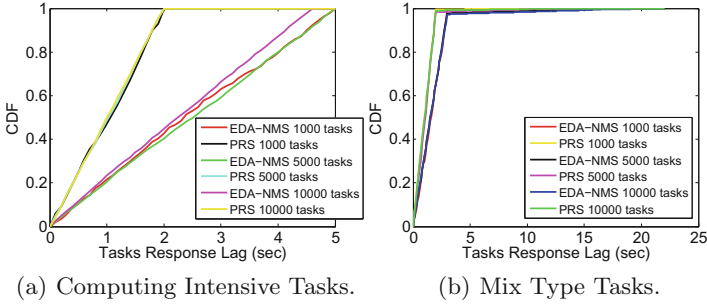 1
0.8
0.6
0.4
0.2
0
CDF
EDA-NMS 1000 tasks
PRS 1000 tasks
EDA-NMS 5000 tasks
PRS 5000 tasks
EDA-NMS 10000 tasks
PRS 10000 tasks
0 1 2 3 4 5
Tasks Response Lag (sec)
(a) Computing Intensive Tasks.
1
0.8
0.6
0.4
0.2
0
CDF
EDA-NMS 1000 tasks
PRS 1000 tasks
EDA-NMS 5000 tasks
PRS 5000 tasks
EDA-NMS 10000 tasks
PRS 10000 tasks
0 5 10 15 20 25
Tasks Response Lag (sec)
(b) Mix Type Tasks.